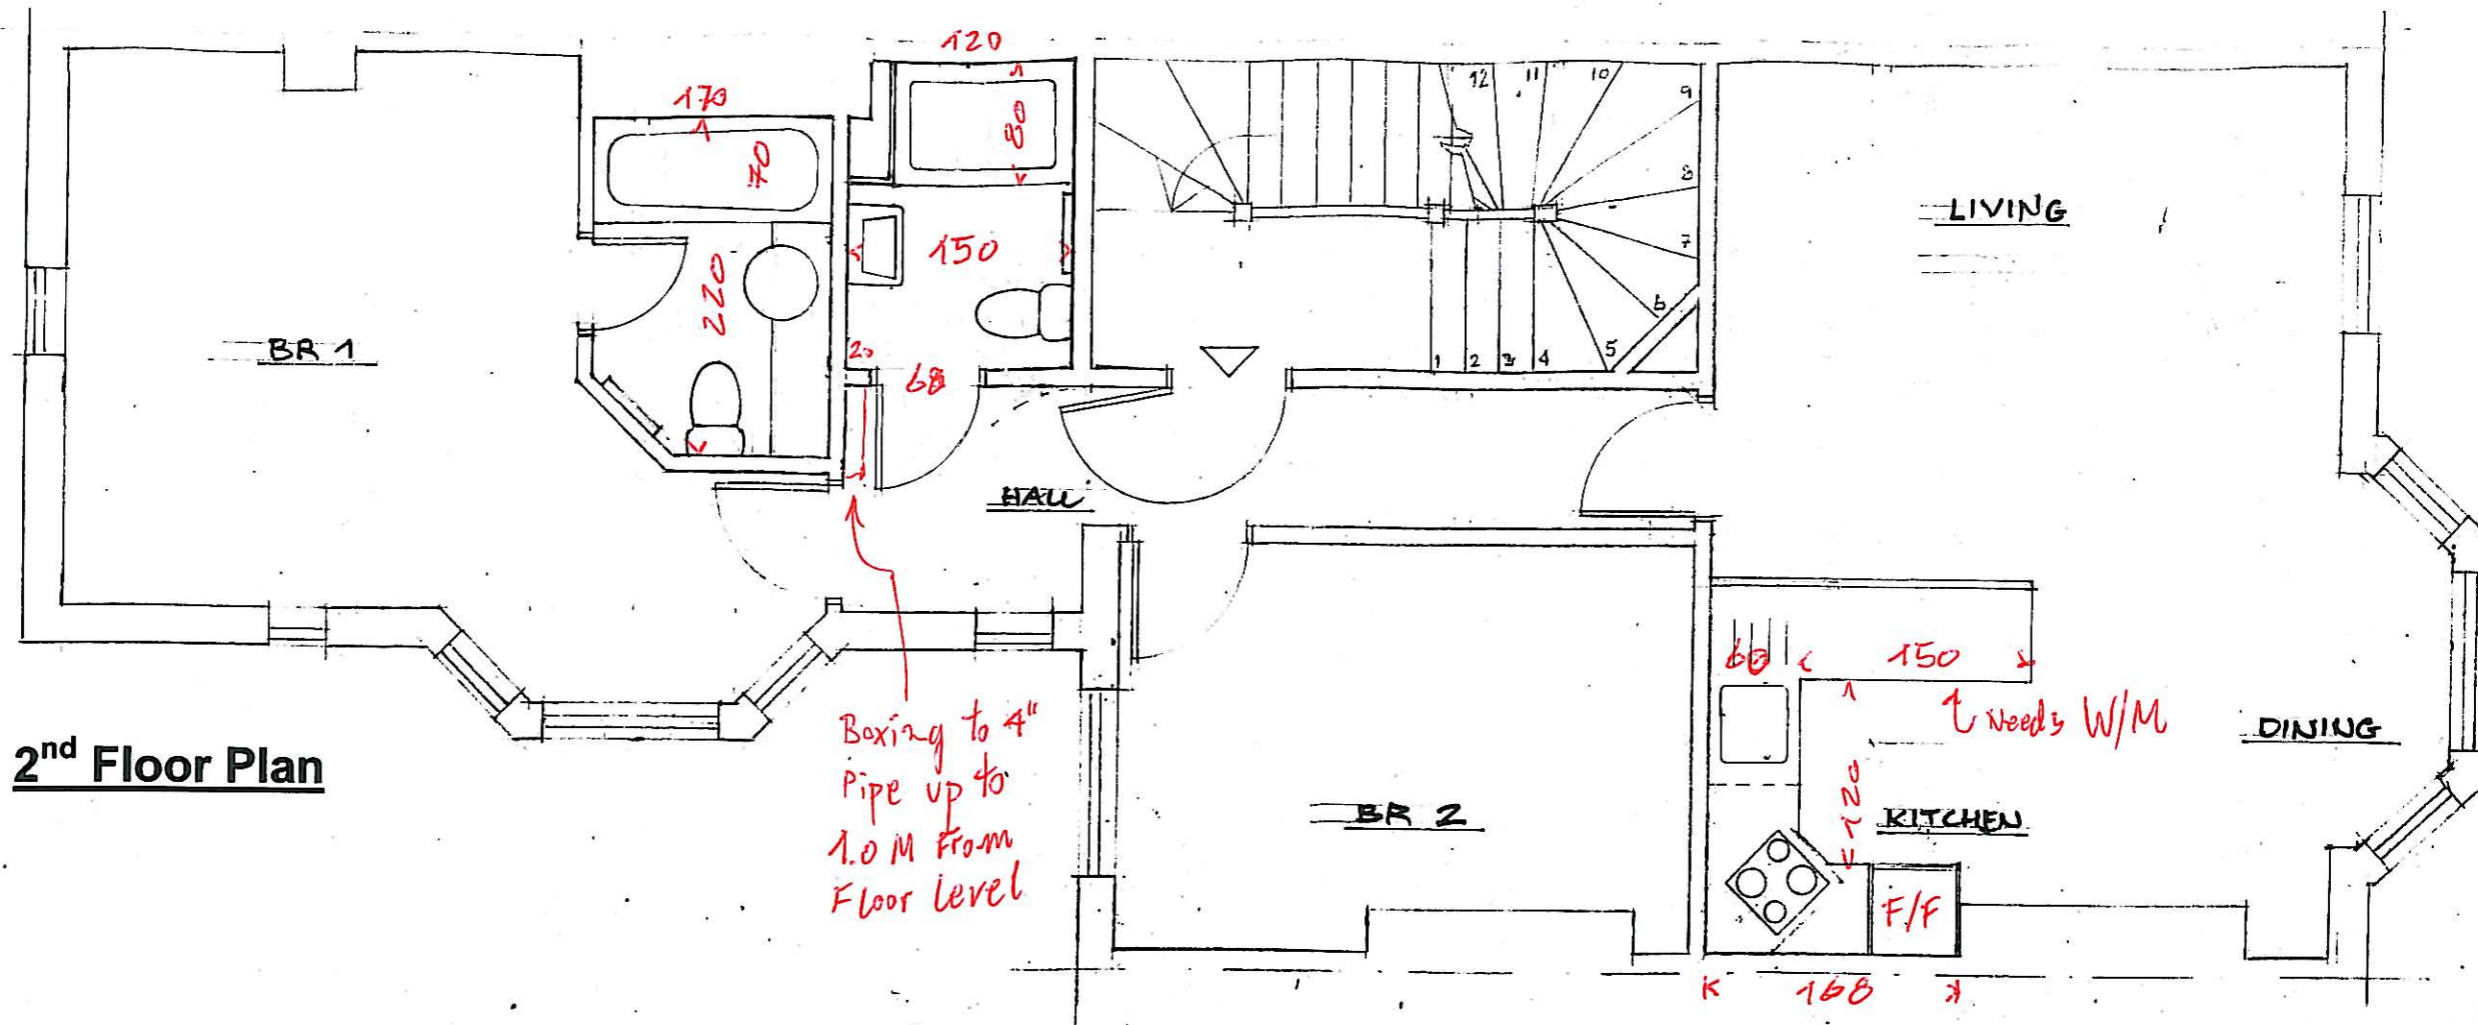 120
170
80
70
12
11
10
9
8
7
6
5
4
3
2
1
LIVING
150
220
BR 1
20
68
HALL
60
150
Needs W/M
DINING
Boxing to 4"
Pipe up to
1.0 M From
Floor Level
2nd Floor Plan
120
BR 2
KITCHEN
F/F
168